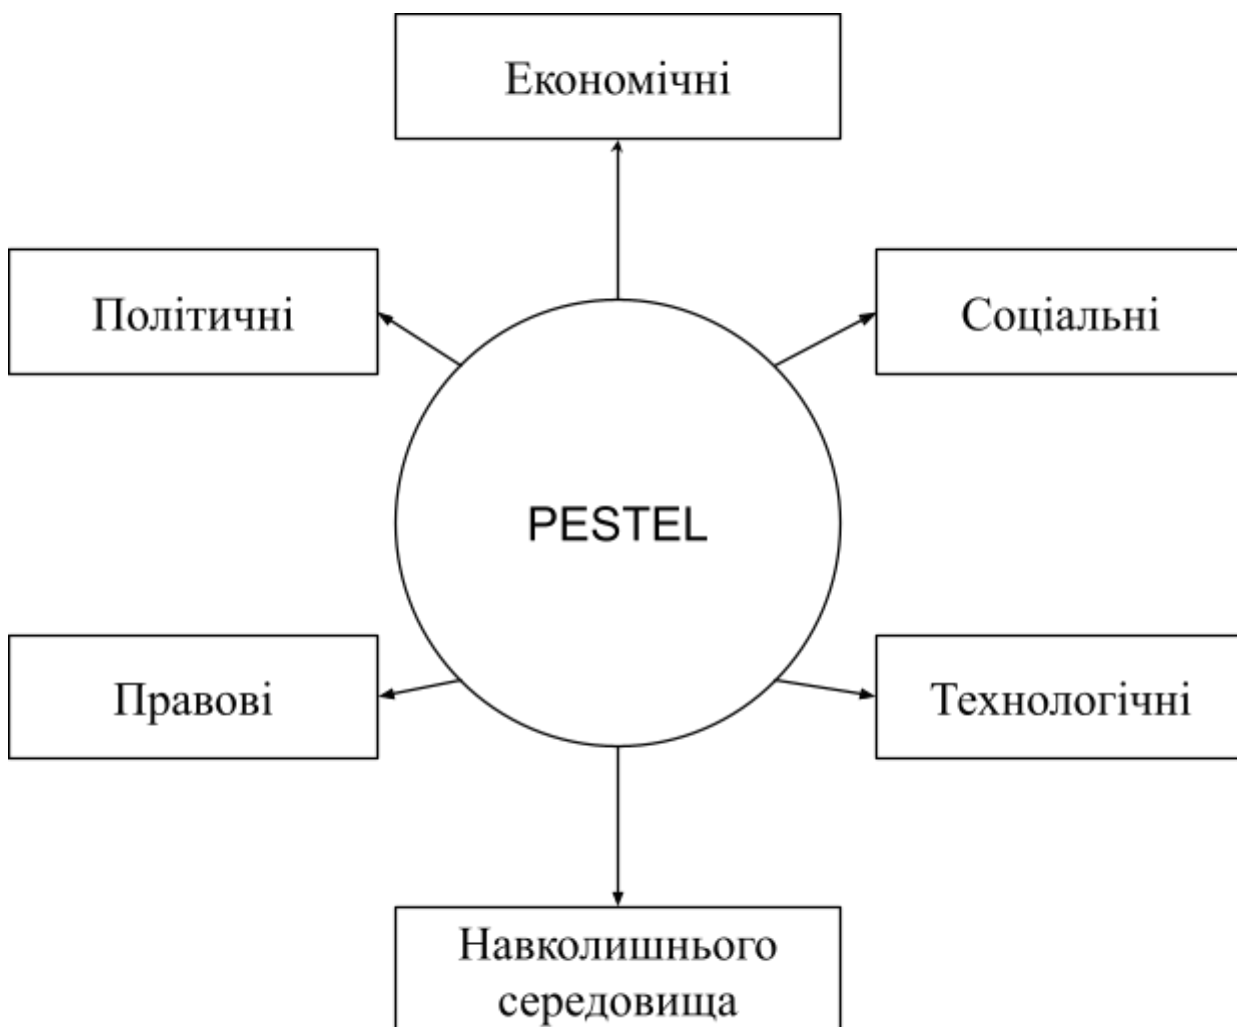 Економічні
Політичні
Соціальні
PESTEL
Правові
Технологічні
Навколишнього
середовища